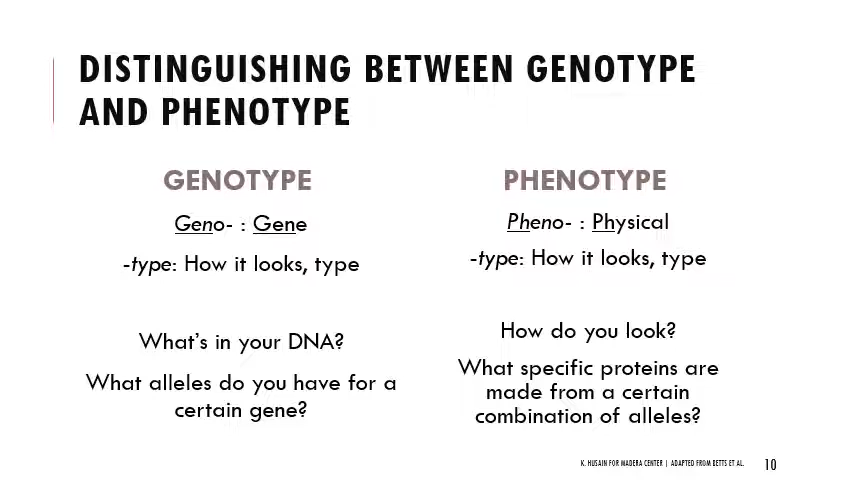 DISTINGUISHING BETWEEN GENOTYPE
AND PHENOTYPE
GENOTYPE
Geno- : Gene
-type: How it looks, type
What's in your DNA?
What alleles do you have for a
certain gene?
PHENOTYPE
Pheno- : Physical
-type: How it looks, type
How do you look?
What specific proteins are
made from a certain
combination of alleles?
K. HUSAIN FOR MADERA CENTER | ADAPTED FROM BETTS ET AL.
10